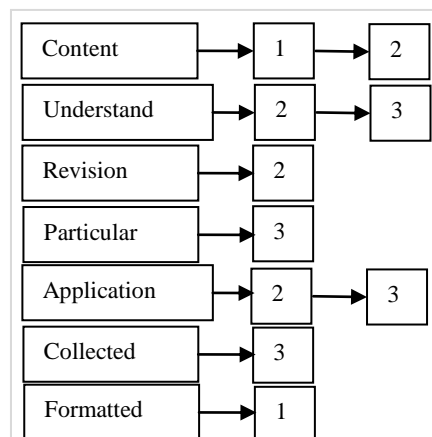 Content 1 2
Understand 2 3
Revision 2
Particular 3
Application 2 3
Collected 3
Formatted 1